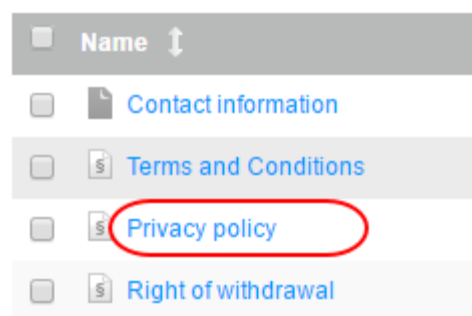 Name
Contact information
§ Terms and Conditions
§ Privacy policy
§ Right of withdrawal